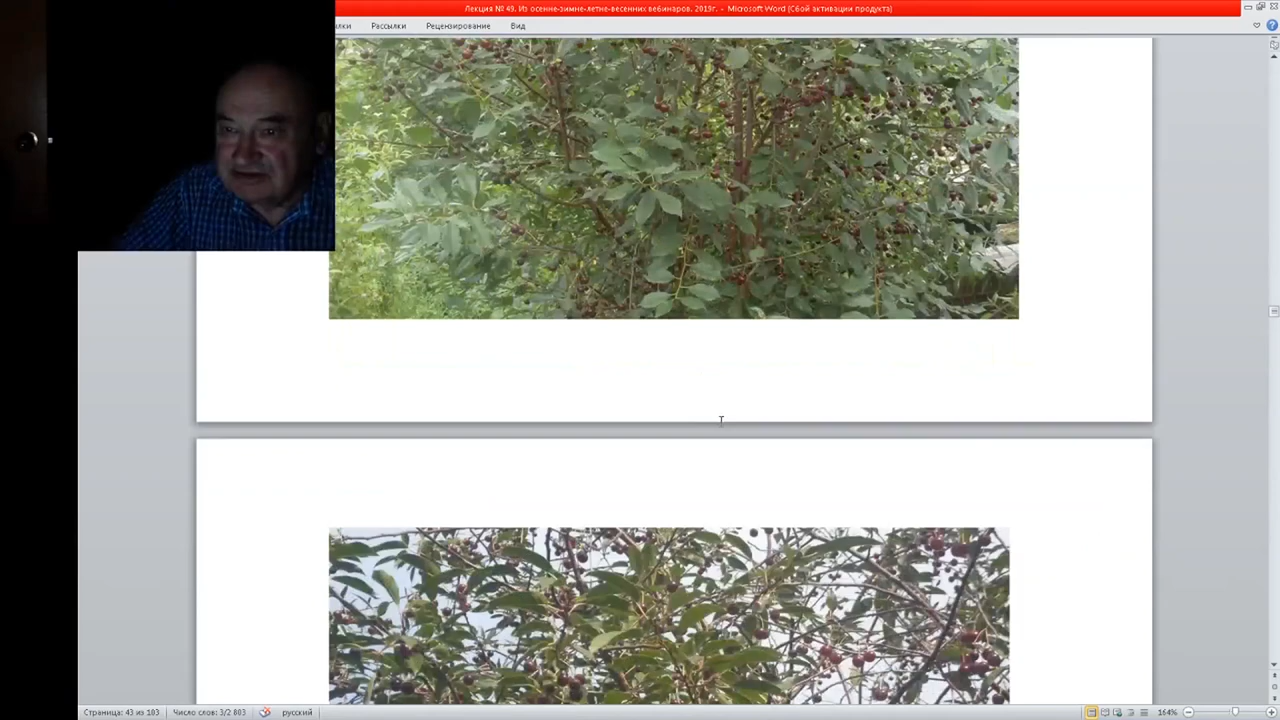 Лекция № 49. Из осенне-зимне-летне-весенних вебинаров. 2019г. - Microsoft Word (Сбой активации продукта)
лки Рассылки Рецензирование Вид
Страница: 43 из 103 Число слов: 3/2 803 русский 164%